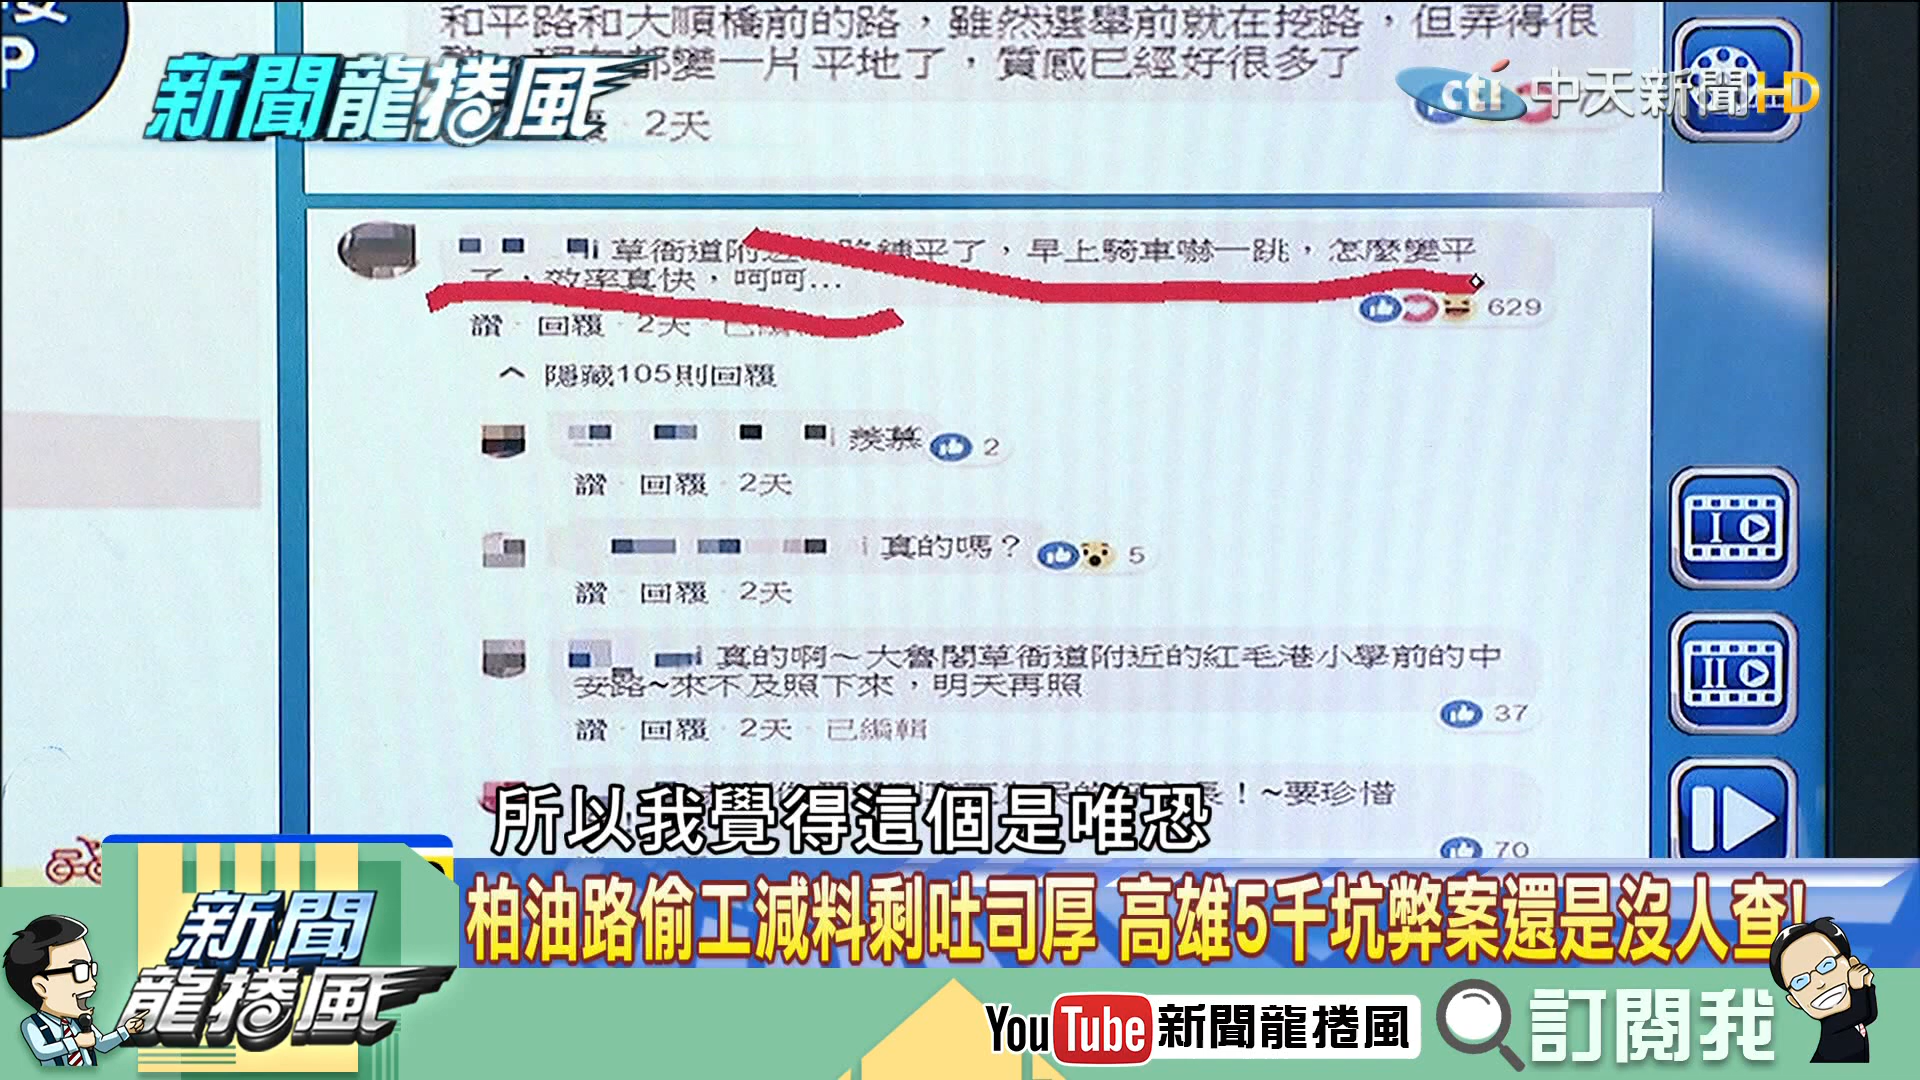 和平路和大順橋前的路，雖然選舉前就在挖路，但弄得很
都變一片平地了，質感已經好很多了
2天
新聞龍捲風
cti 中天新聞HD
草衙道附近 鋪平了，早上騎車嚇一跳，怎麼變平
了，效率真快，呵呵...
629
讚 · 回覆 · 2天
隱藏105則回覆
羨慕 2
讚 · 回覆 · 2天
真的嗎？ 5
讚 · 回覆 · 2天
真的啊～大魯閣草衙道附近的紅毛港小學前的中
安路~來不及照下來，明天再照
37
讚 · 回覆 · 2天 · 已編輯
長！~要珍惜
70
所以我覺得這個是唯恐
柏油路偷工減料剩吐司厚 高雄5千坑弊案還是沒人查!
新聞
龍捲風
YouTube 新聞龍捲風
訂閱我